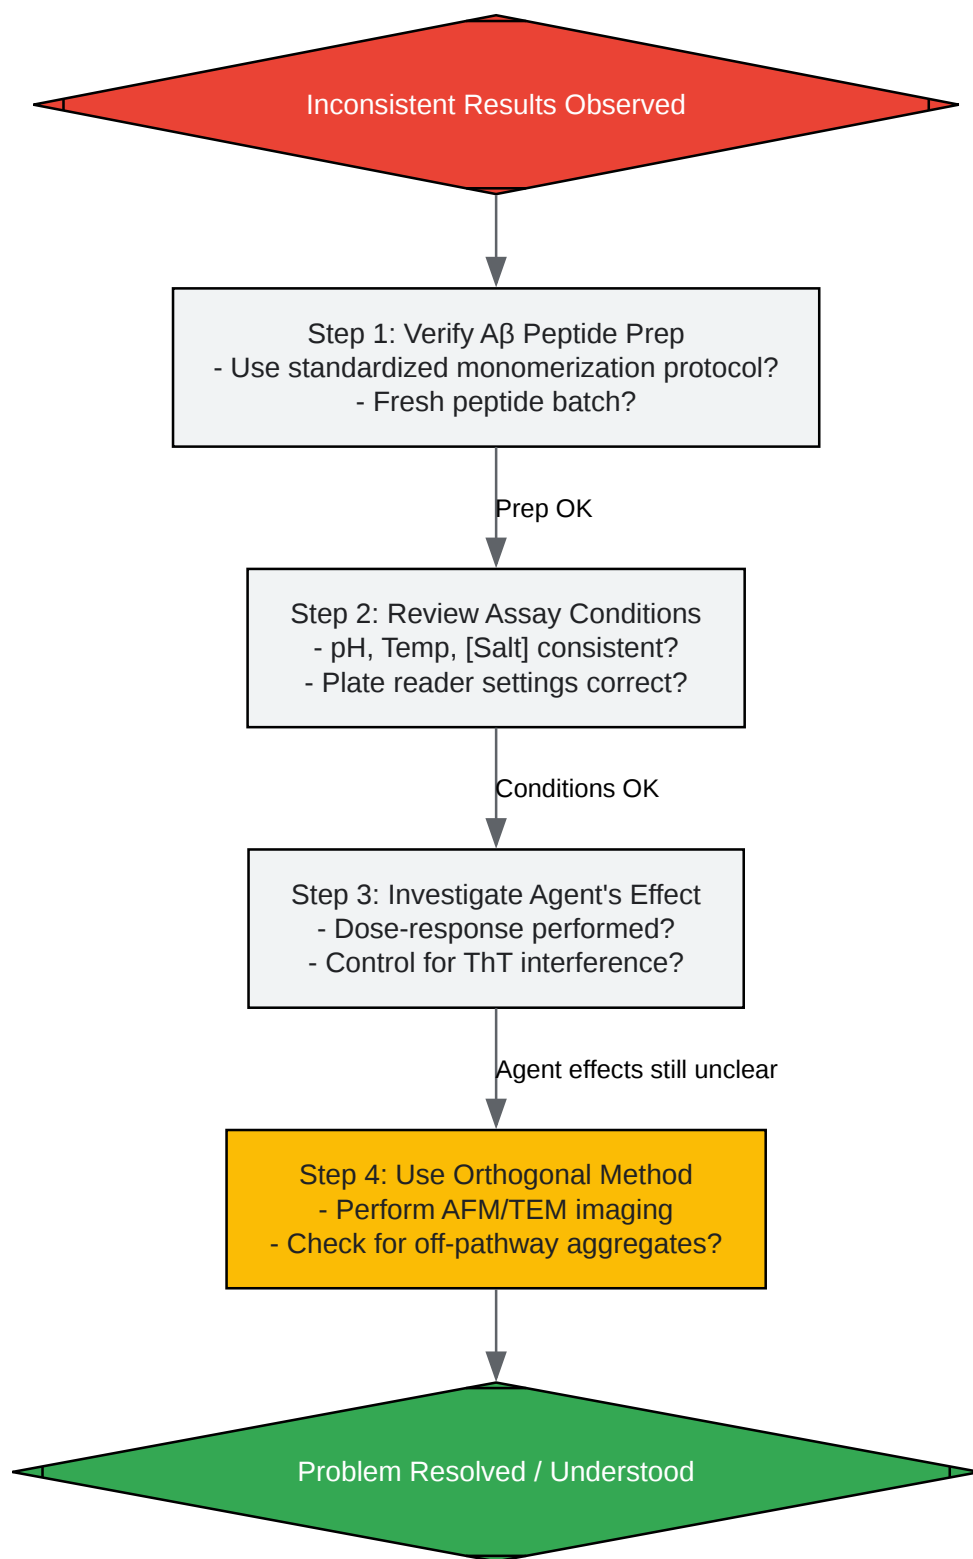 Inconsistent Results Observed
Step 1: Verify Aβ Peptide Prep
- Use standardized monomerization protocol?
- Fresh peptide batch?
Prep OK
Step 2: Review Assay Conditions
- pH, Temp, [Salt] consistent?
- Plate reader settings correct?
Conditions OK
Step 3: Investigate Agent's Effect
- Dose-response performed?
- Control for ThT interference?
Agent effects still unclear
Step 4: Use Orthogonal Method
- Perform AFM/TEM imaging
- Check for off-pathway aggregates?
Problem Resolved / Understood